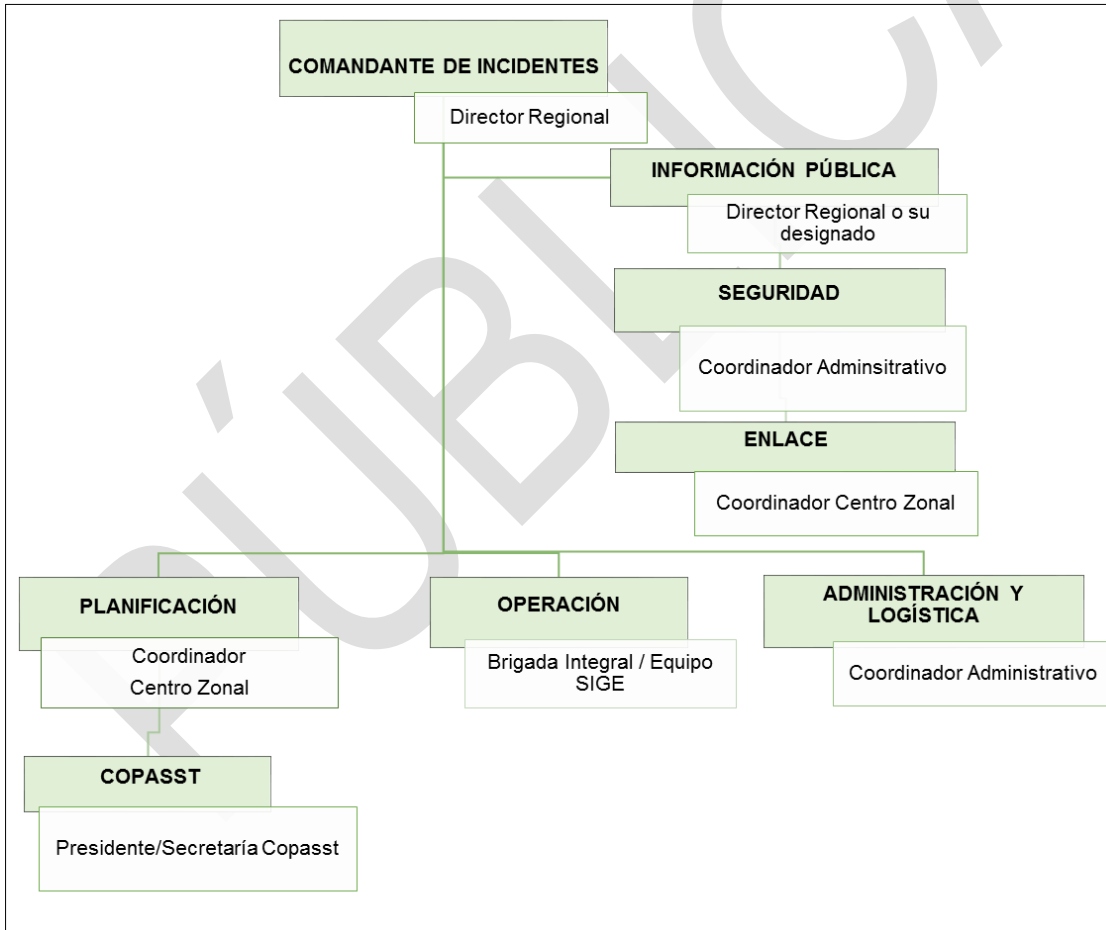 COMANDANTE DE INCIDENTES
Director Regional
INFORMACIÓN PÚBLICA
Director Regional o su
designado
SEGURIDAD
Coordinador Adminsitrativo
ENLACE
Coordinador Centro Zonal
PLANIFICACIÓN
Coordinador
Centro Zonal
OPERACIÓN
Brigada Integral / Equipo
SIGE
ADMINISTRACIÓN Y
LOGÍSTICA
Coordinador Administrativo
COPASST
Presidente/Secretaría Copasst
PÚBLICA